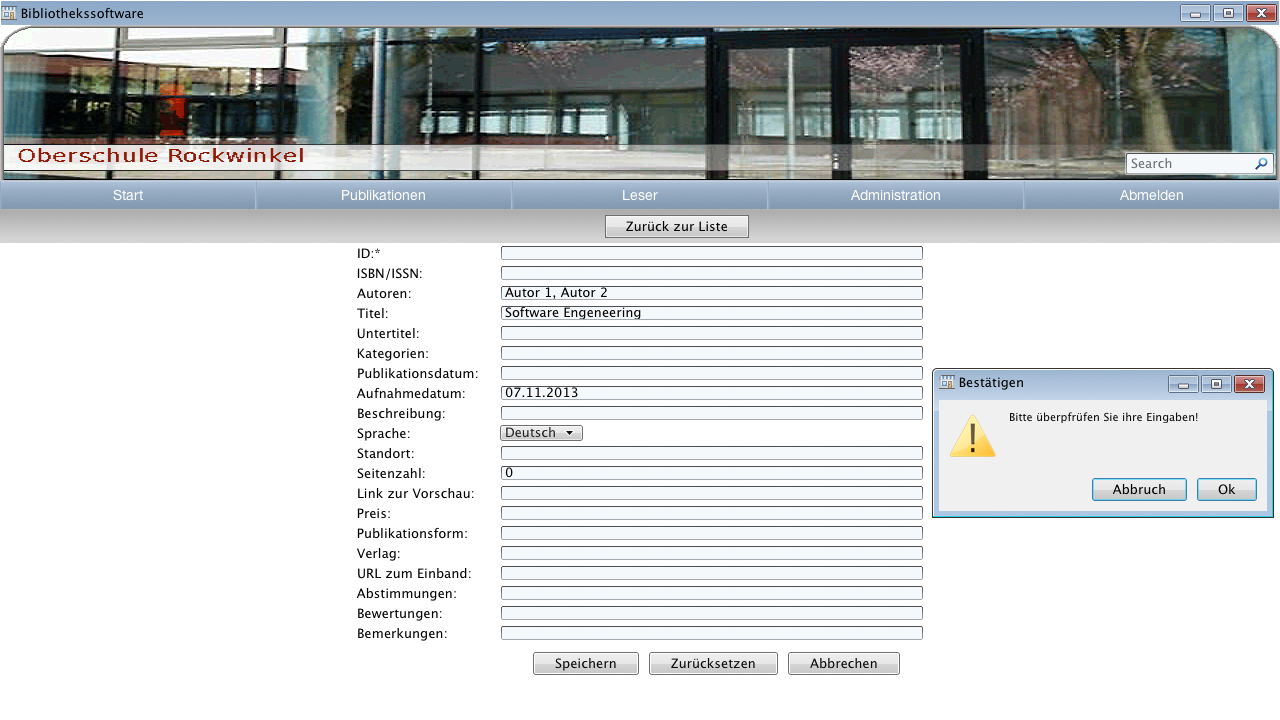 Bibliothekssoftware
Oberschule Rockwinkel
Search
Start Publikationen Leser Administration Abmelden
Zurück zur Liste
ID:*
ISBN/ISSN:
Autoren: Autor 1, Autor 2
Titel: Software Engeneering
Untertitel:
Kategorien:
Publikationsdatum:
Aufnahmedatum: 07.11.2013
Beschreibung:
Sprache: Deutsch
Standort:
Seitenzahl: 0
Link zur Vorschau:
Preis:
Publikationsform:
Verlag:
URL zum Einband:
Abstimmungen:
Bewertungen:
Bemerkungen:
Speichern Zurücksetzen Abbrechen
Bestätigen
Bitte überpfrüfen Sie ihre Eingaben!
Abbruch Ok